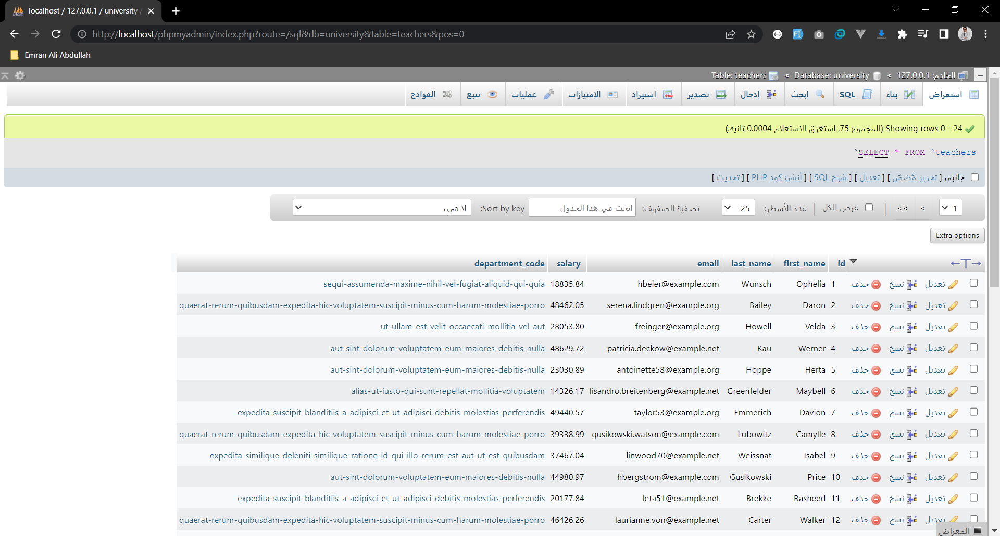 localhost / 127.0.0.1 / university /
http://localhost/phpmyadmin/index.php?route=/sql&db=university&table=teachers&pos=0
Emran Ali Abdullah
الخادم: 127.0.0.1 » Database: university » Table: teachers
استعراض بناء SQL إبحث إدخال تصدير استيراد الإمتيازات عمليات تتبع القوادح
Showing rows 0 - 24 (المجموع 75, استغرق الاستعلام 0.0004 ثانية.)
SELECT * FROM `teachers`
جانبي [ تحرير مُضمّن ] [ تعديل ] [ شرح SQL ] [ أنشئ كود PHP ] [ تحديث ]
1 > >> | عرض الكل | عدد الأسطر: 25 تصفية الصفوف: ابحث في هذا الجدول Sort by key: لا شيء
Extra options
←T→ id first_name last_name email salary department_code
تعديل نسخ حذف 1 Ophelia Wunsch hbeier@example.com 18835.84 sequi-assumenda-maxime-nihil-vel-fugiat-aliquid-qui-quia
تعديل نسخ حذف 2 Daron Bailey serena.lindgren@example.org 48462.05 quaerat-rerum-quibusdam-expedita-hic-voluptatem-suscipit-minus-cum-harum-molestiae-porro
تعديل نسخ حذف 3 Velda Howell freinger@example.org 28053.80 ut-ullam-est-velit-occaecati-mollitia-vel-aut
تعديل نسخ حذف 4 Werner Rau patricia.deckow@example.net 48629.72 aut-sint-dolorum-voluptatem-eum-maiores-debitis-nulla
تعديل نسخ حذف 5 Herta Hoppe antoinette58@example.org 23030.89 aut-sint-dolorum-voluptatem-eum-maiores-debitis-nulla
تعديل نسخ حذف 6 Maybell Greenfelder lisandro.breitenberg@example.net 14326.17 alias-ut-iusto-qui-sunt-repellat-mollitia-voluptatem
تعديل نسخ حذف 7 Davion Emmerich taylor53@example.org 49440.57 expedita-suscipit-blanditiis-a-adipisci-et-ut-adipisci-debitis-molestias-perferendis
تعديل نسخ حذف 8 Camylle Lubowitz gusikowski.watson@example.com 39338.99 quaerat-rerum-quibusdam-expedita-hic-voluptatem-suscipit-minus-cum-harum-molestiae-porro
تعديل نسخ حذف 9 Isabel Weissnat linwood70@example.net 37467.04 expedita-similique-deleniti-similique-ratione-id-qui-illo-rerum-est-aut-ut-est-quibusdam
تعديل نسخ حذف 10 Price Gusikowski hbergstrom@example.com 44980.97 aut-sint-dolorum-voluptatem-eum-maiores-debitis-nulla
تعديل نسخ حذف 11 Rasheed Brekke leta51@example.net 20177.84 expedita-suscipit-blanditiis-a-adipisci-et-ut-adipisci-debitis-molestias-perferendis
تعديل نسخ حذف 12 Walker Carter laurianne.von@example.net 46426.26 quaerat-rerum-quibusdam-expedita-hic-voluptatem-suscipit-minus-cum-harum-molestiae-porro
المعراض